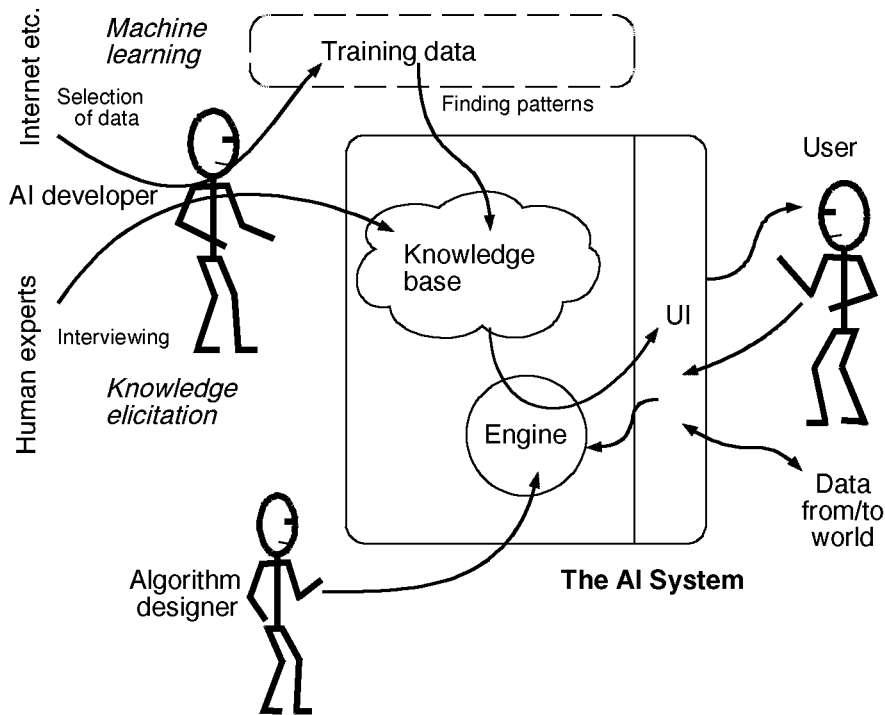 Internet etc.
Machine
learning
Training data
Selection
of data
Finding patterns
User
AI developer
Knowledge
base
UI
Human experts
Interviewing
Knowledge
elicitation
Engine
Data
from/to
world
Algorithm
designer
The AI System